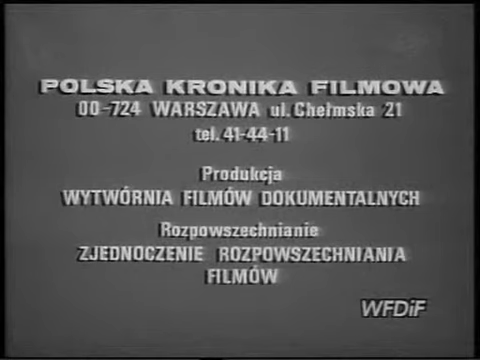 POLSKA KRONIKA FILMOWA
00-724 WARSZAWA ul. Chełmska 21
tel. 41-44-11
Produkcja
WYTWÓRNIA FILMÓW DOKUMENTALNYCH
Rozpowszechnianie
ZJEDNOCZENIE ROZPOWSZECHNIANIA
FILMÓW
WFDiF